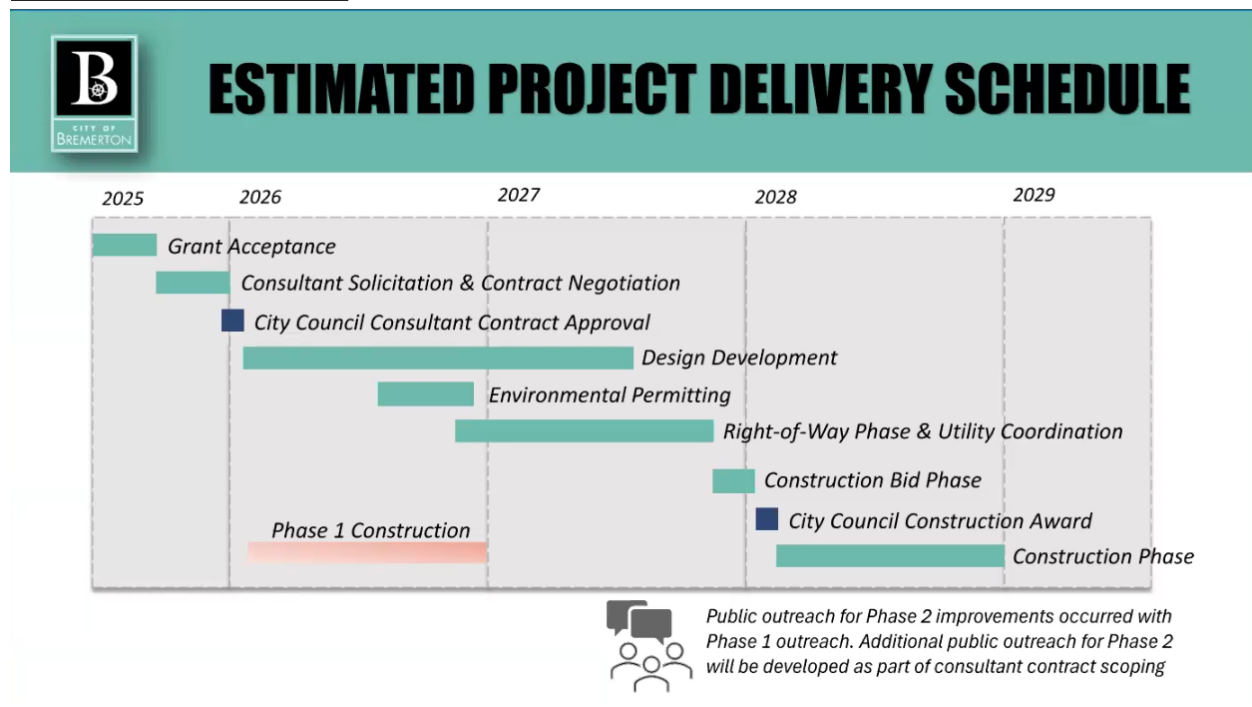 B
CITY OF
BREMERTON
ESTIMATED PROJECT DELIVERY SCHEDULE
2025
2026
2027
2028
2029
Grant Acceptance
Consultant Solicitation & Contract Negotiation
City Council Consultant Contract Approval
Design Development
Environmental Permitting
Right-of-Way Phase & Utility Coordination
Construction Bid Phase
City Council Construction Award
Phase 1 Construction
Construction Phase
Public outreach for Phase 2 improvements occurred with
Phase 1 outreach. Additional public outreach for Phase 2
will be developed as part of consultant contract scoping